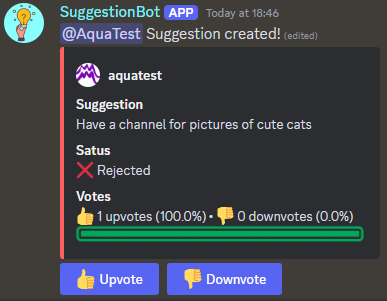 SuggestionBot APP Today at 18:46
@AquaTest Suggestion created! (edited)
aquatest
Suggestion
Have a channel for pictures of cute cats
Satus
❌ Rejected
Votes
👍 1 upvotes (100.0%) • 👎 0 downvotes (0.0%)
👍 Upvote 👎 Downvote